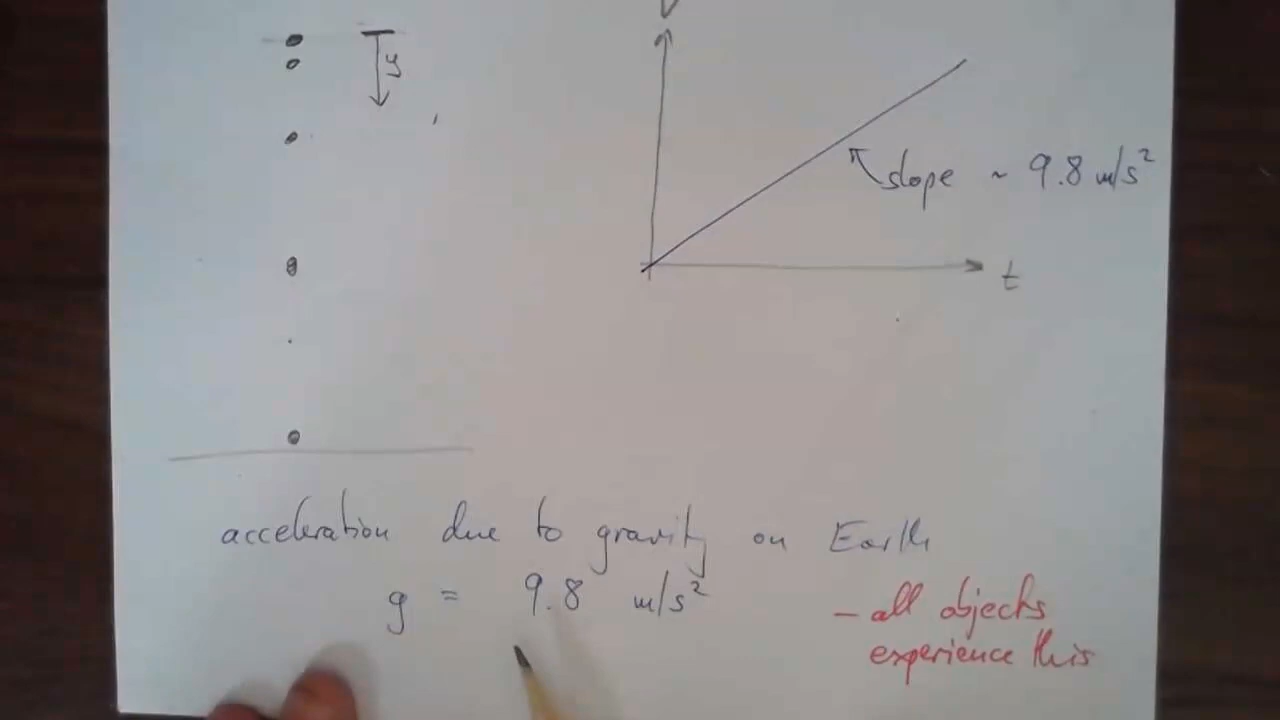 y
v
slope ~ 9.8 m/s²
t
acceleration due to gravity on Earth
g = 9.8 m/s²
- all objects
experience this